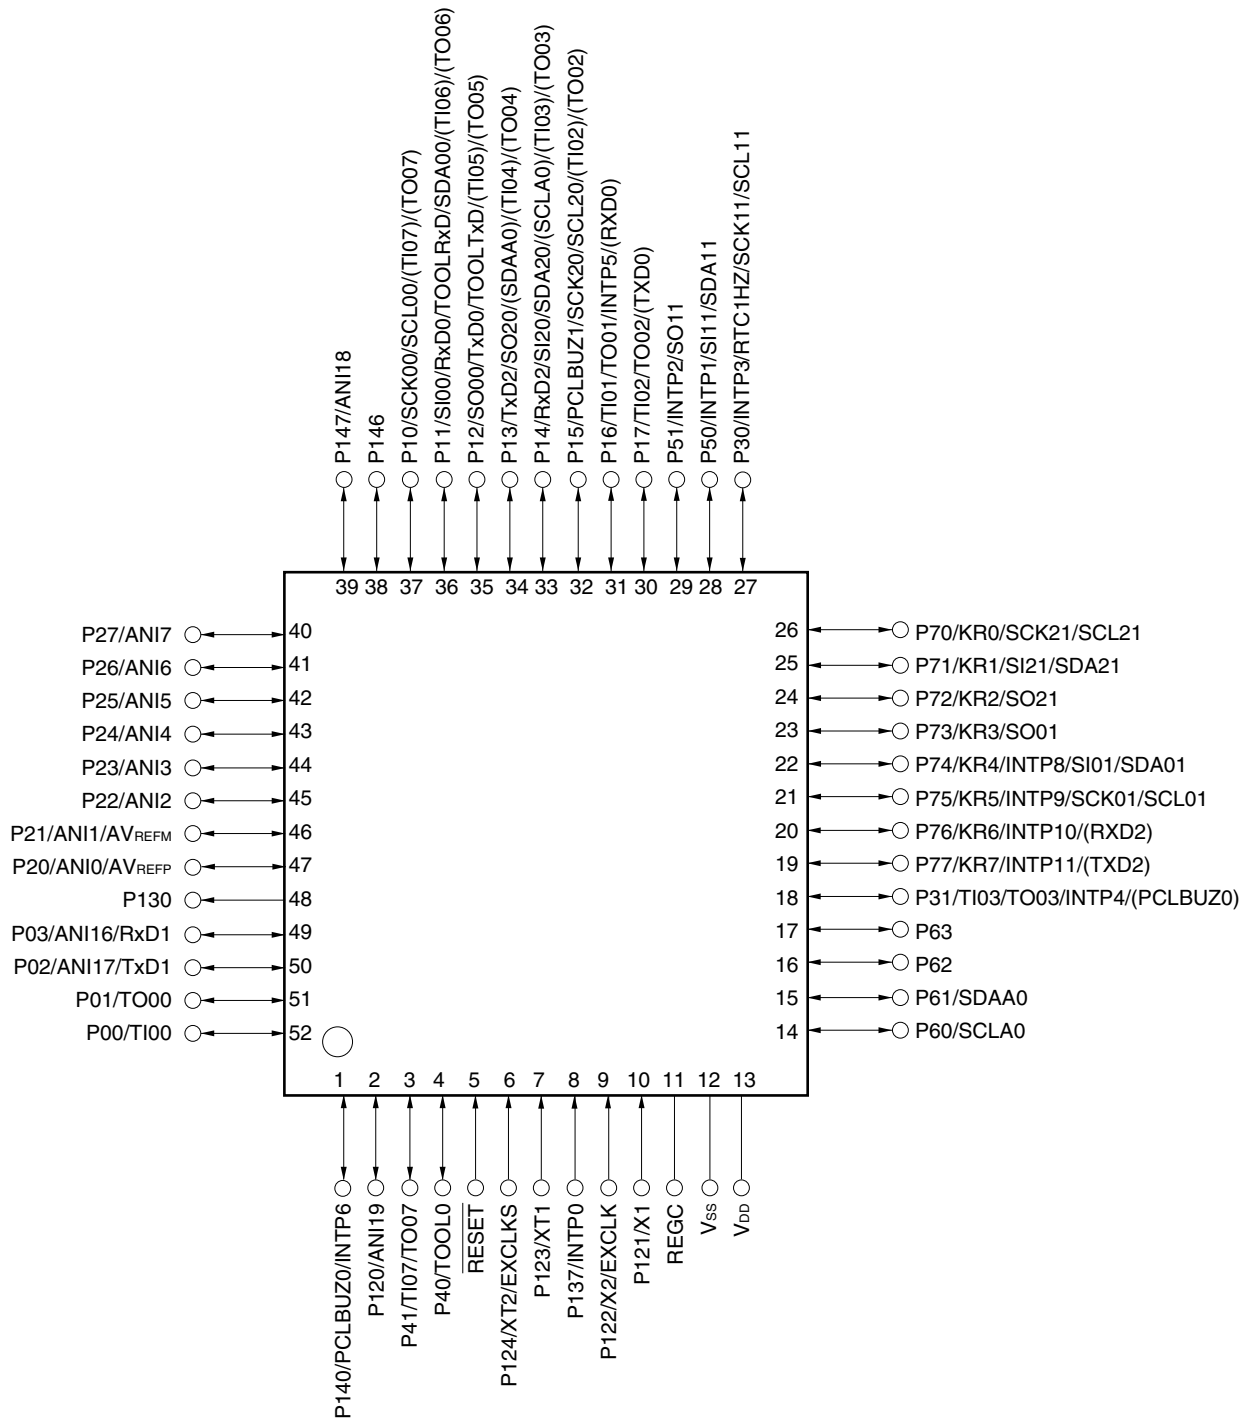 P147/ANI18
P146
P10/SCK00/SCL00/(TI07)/(TO07)
P11/SI00/RxD0/TOOLRxD/SDA00/(TI06)/(TO06)
P12/SO00/TxD0/TOOLTxD/(TI05)/(TO05)
P13/TxD2/SO20/(SDAA0)/(TI04)/(TO04)
P14/RxD2/SI20/SDA20/(SCLA0)/(TI03)/(TO03)
P15/PCLBUZ1/SCK20/SCL20/(TI02)/(TO02)
P16/TI01/TO01/INTP5/(RXD0)
P17/TI02/TO02/(TXD0)
P51/INTP2/SO11
P50/INTP1/SI11/SDA11
P30/INTP3/RTC1HZ/SCK11/SCL11
39 38 37 36 35 34 33 32 31 30 29 28 27
P27/ANI7 40
P26/ANI6 41
P25/ANI5 42
P24/ANI4 43
P23/ANI3 44
P22/ANI2 45
P21/ANI1/AVREFM 46
P20/ANI0/AVREFP 47
P130 48
P03/ANI16/RxD1 49
P02/ANI17/TxD1 50
P01/TO00 51
P00/TI00 52
26 P70/KR0/SCK21/SCL21
25 P71/KR1/SI21/SDA21
24 P72/KR2/SO21
23 P73/KR3/SO01
22 P74/KR4/INTP8/SI01/SDA01
21 P75/KR5/INTP9/SCK01/SCL01
20 P76/KR6/INTP10/(RXD2)
19 P77/KR7/INTP11/(TXD2)
18 P31/TI03/TO03/INTP4/(PCLBUZ0)
17 P63
16 P62
15 P61/SDAA0
14 P60/SCLA0
1 2 3 4 5 6 7 8 9 10 11 12 13
P140/PCLBUZ0/INTP6
P120/ANI19
P41/TI07/TO07
P40/TOOL0
RESET
P124/XT2/EXCLKS
P123/XT1
P137/INTP0
P122/X2/EXCLK
P121/X1
REGC
VSS
VDD